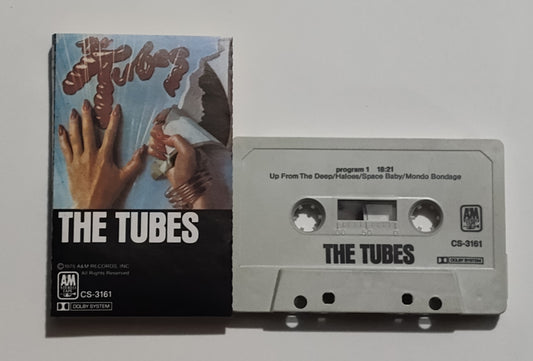 The Tubes
THE TUBES
©1975 A&M RECORDS, INC.
All Rights Reserved
A&M
CS-3161
DOLBY SYSTEM
program 1 18:21
Up From The Deep/Haloes/Space Baby/Mondo Bondage
A&M
CS-3161
THE TUBES
DOLBY SYSTEM